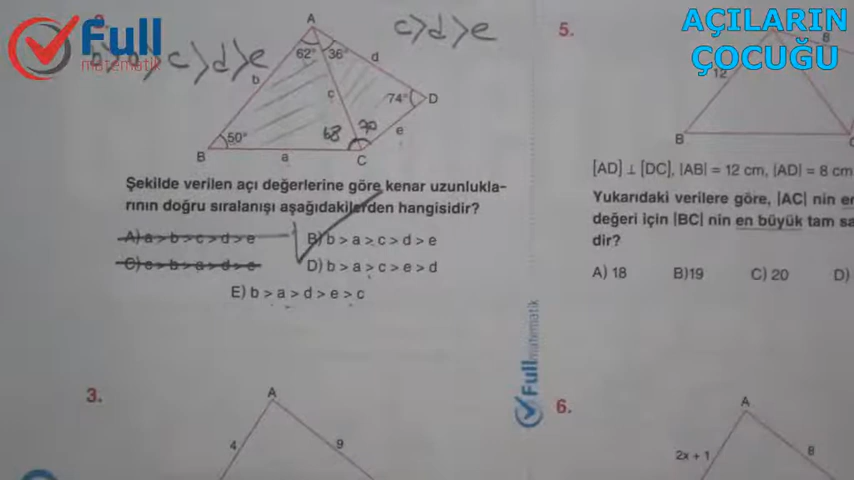 Full
matematik
AÇILARIN
ÇOCUĞU
c>d>e
b>a>c>d>e
A
62° 36°
d
b
c
74°
D
50°
68
70
e
B
a
C
Şekilde verilen açı değerlerine göre kenar uzunlukla-
rının doğru sıralanışı aşağıdakilerden hangisidir?
A) a > b > c > d > e
B) b > a > c > d > e
D) b > a > c > e > d
E) b > a > d > e > c
3.
A
4
9
5.
8
12
B
C
[AD] ⊥ [DC], |AB| = 12 cm, |AD| = 8 cm
Yukarıdaki verilere göre, |AC| nin en
değeri için |BC| nin en büyük tam sa
dir?
A) 18
B)19
C) 20
D)
Full matematik
6.
A
2x + 1
8